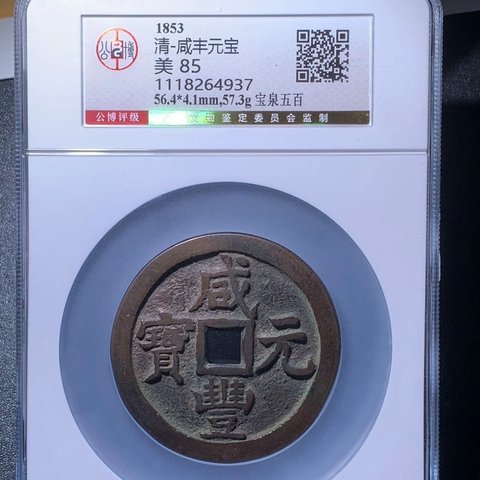 1853
清-咸丰元宝
美 85
1118264937
56.4*4.1mm,57.3g 宝泉五百
公博评级
文物鉴定委员会监制
咸
豐
元
寶